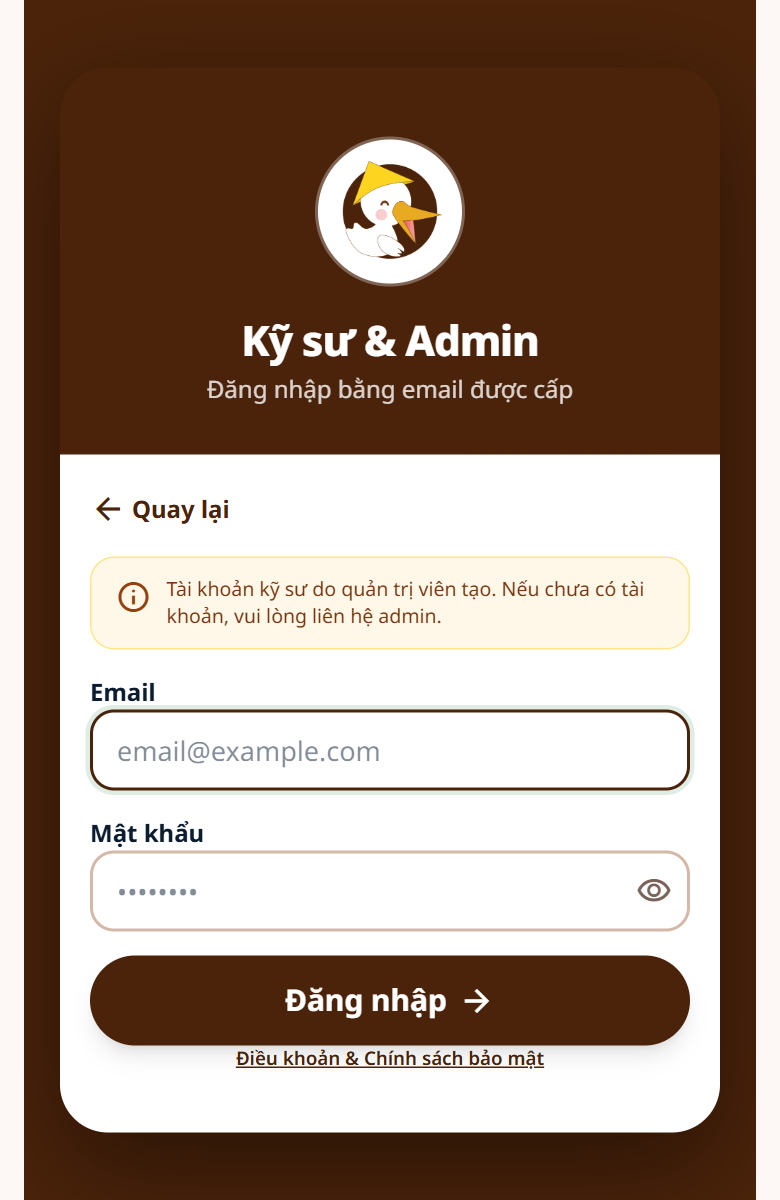 Kỹ sư & Admin
Đăng nhập bằng email được cấp
Quay lại
Tài khoản kỹ sư do quản trị viên tạo. Nếu chưa có tài
khoản, vui lòng liên hệ admin.
Email
email@example.com
Mật khẩu
••••••••
Đăng nhập →
Điều khoản & Chính sách bảo mật